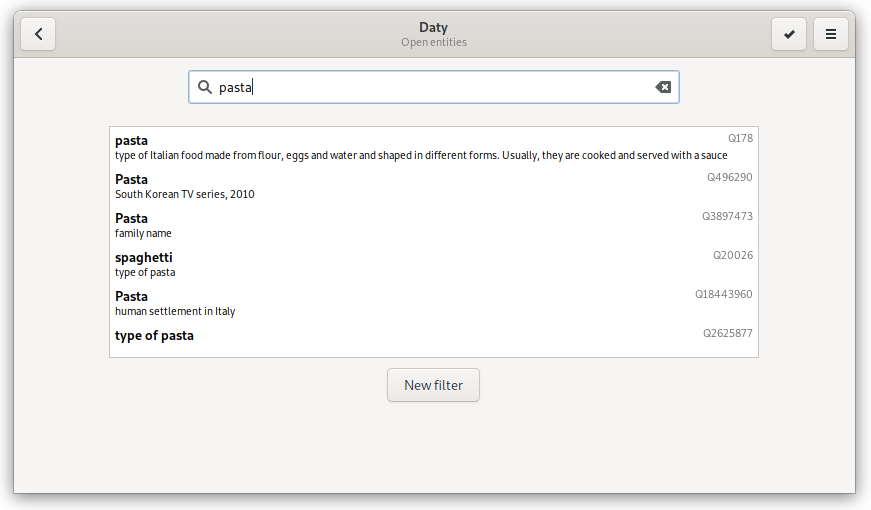 Daty
Open entities
pasta
pasta Q178
type of Italian food made from flour, eggs and water and shaped in different forms. Usually, they are cooked and served with a sauce
Pasta Q496290
South Korean TV series, 2010
Pasta Q3897473
family name
spaghetti Q20026
type of pasta
Pasta Q18443960
human settlement in Italy
type of pasta Q2625877
New filter